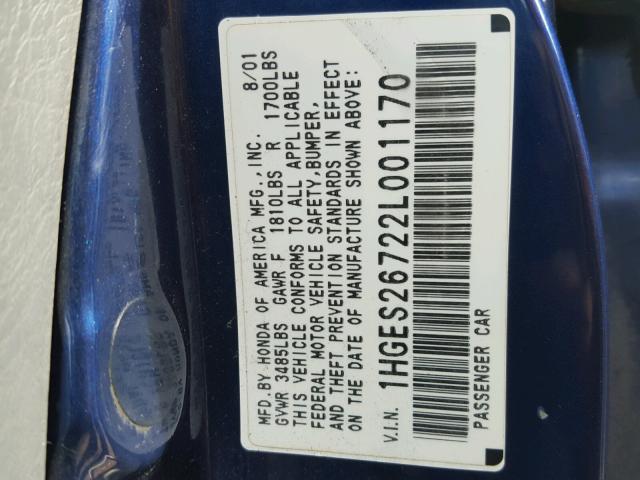 MFD.BY HONDA OF AMERICA MFG.,INC. 8/01
GVWR 3485LBS GAWR F 1810LBS R 1700LBS
THIS VEHICLE CONFORMS TO ALL APPLICABLE
FEDERAL MOTOR VEHICLE SAFETY,BUMPER,
AND THEFT PREVENTION STANDARDS IN EFFECT
ON THE DATE OF MANUFACTURE SHOWN ABOVE:
V.I.N. 1HGES26722L001170
PASSENGER CAR